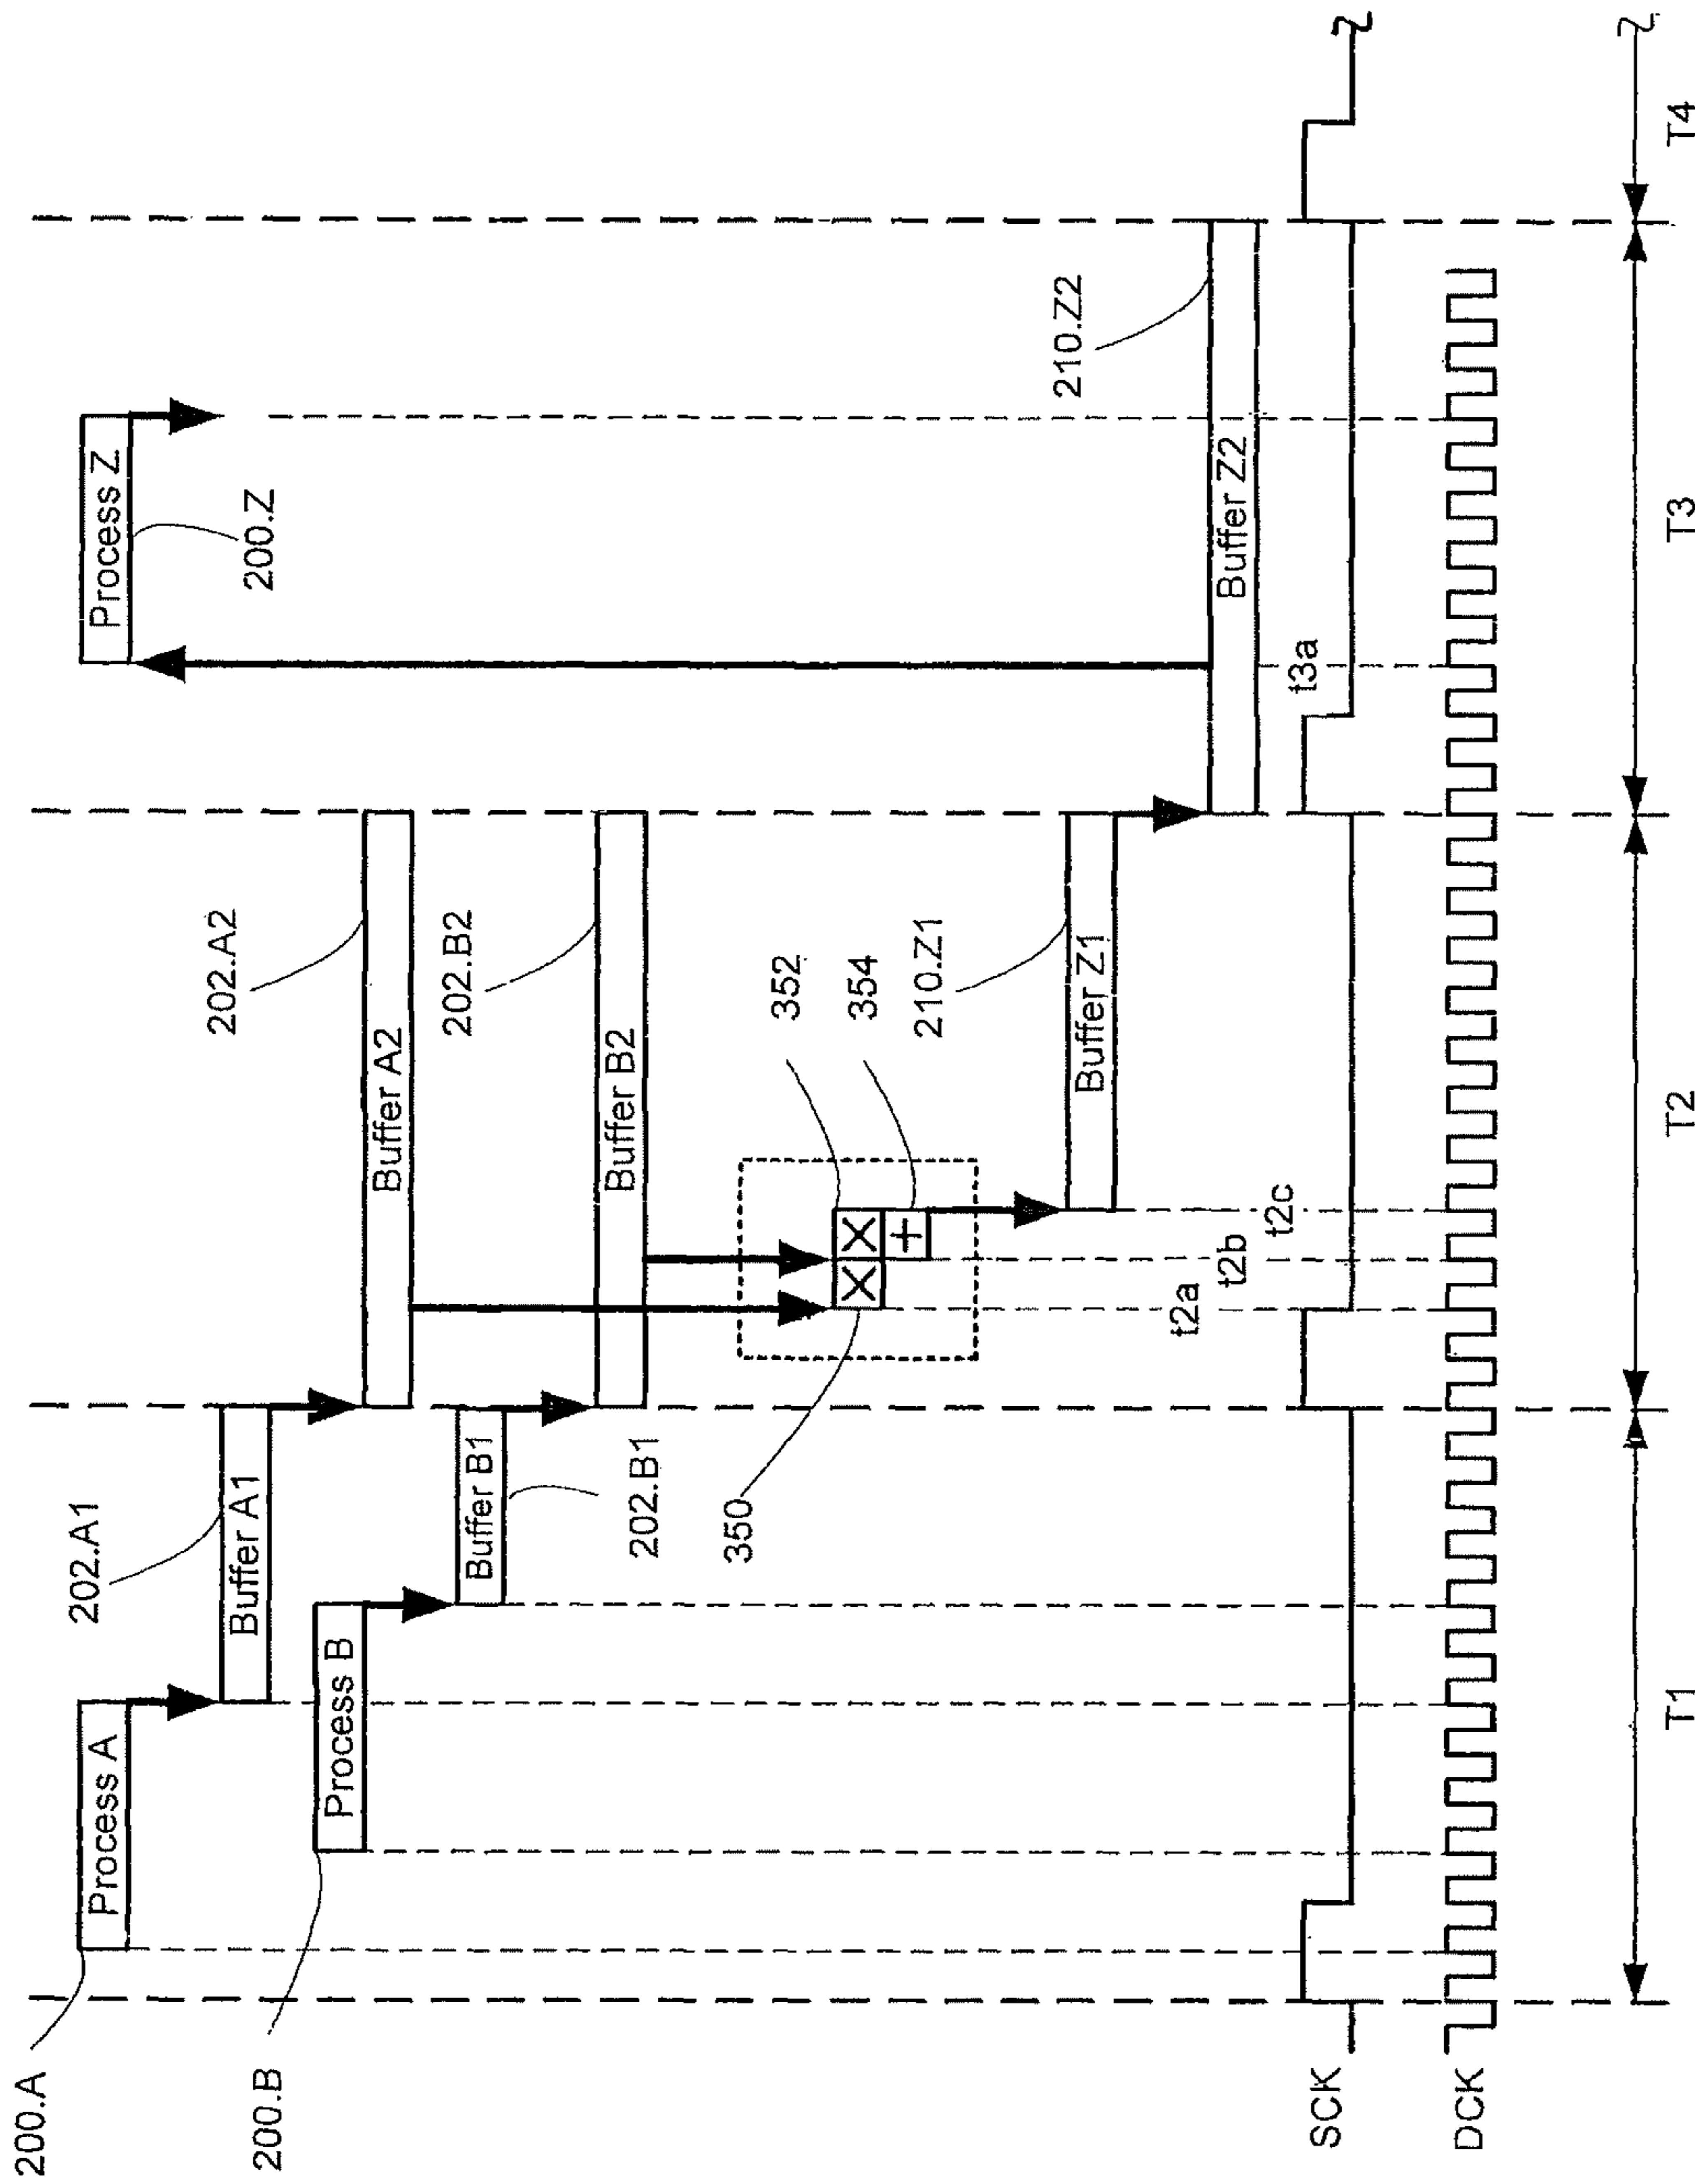 200.A
Process A
202.A1
Buffer A1
200.B
Process B
Buffer B1
202.B1
202.A2
Buffer A2
202.B2
Buffer B2
350
X
X
+
352
354
210.Z1
Buffer Z1
t2a
t2b
t2c
Process Z
200.Z
210.Z2
Buffer Z2
t3a
SCK
DCK
T1
T2
T3
T4